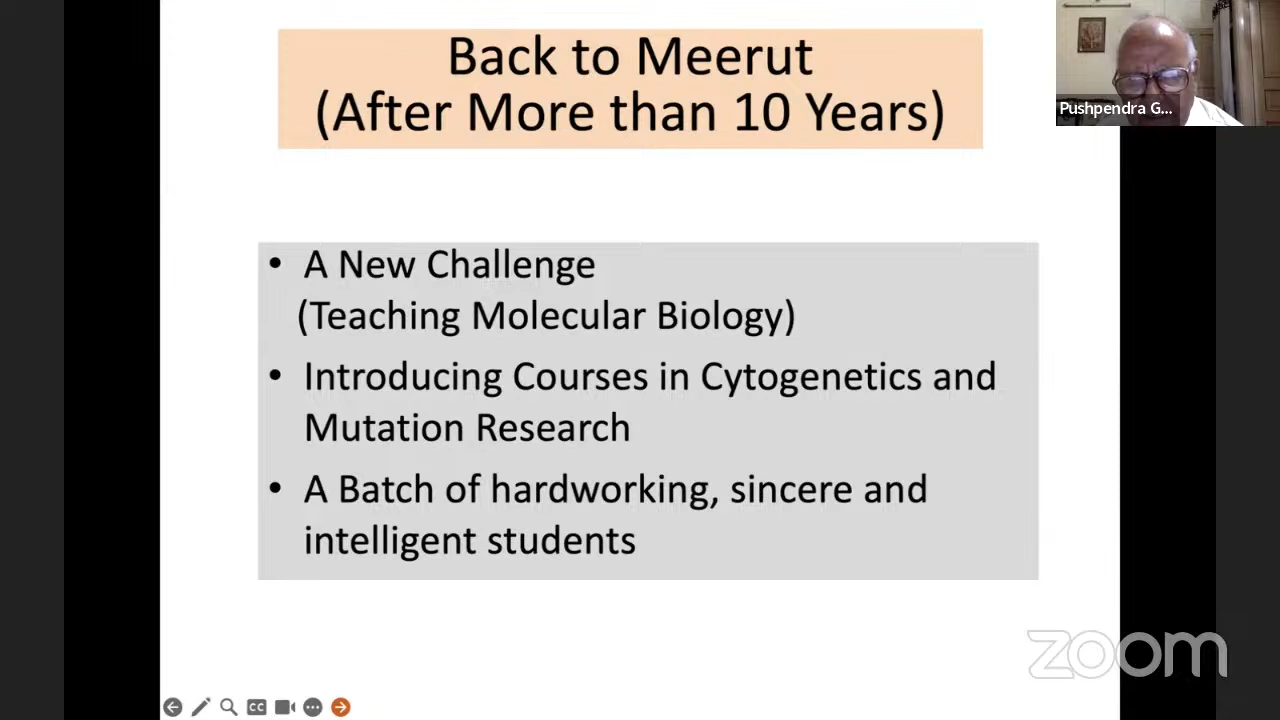 Back to Meerut
(After More than 10 Years)
Pushpendra G...
• A New Challenge
(Teaching Molecular Biology)
• Introducing Courses in Cytogenetics and
Mutation Research
• A Batch of hardworking, sincere and
intelligent students
zoom
CC